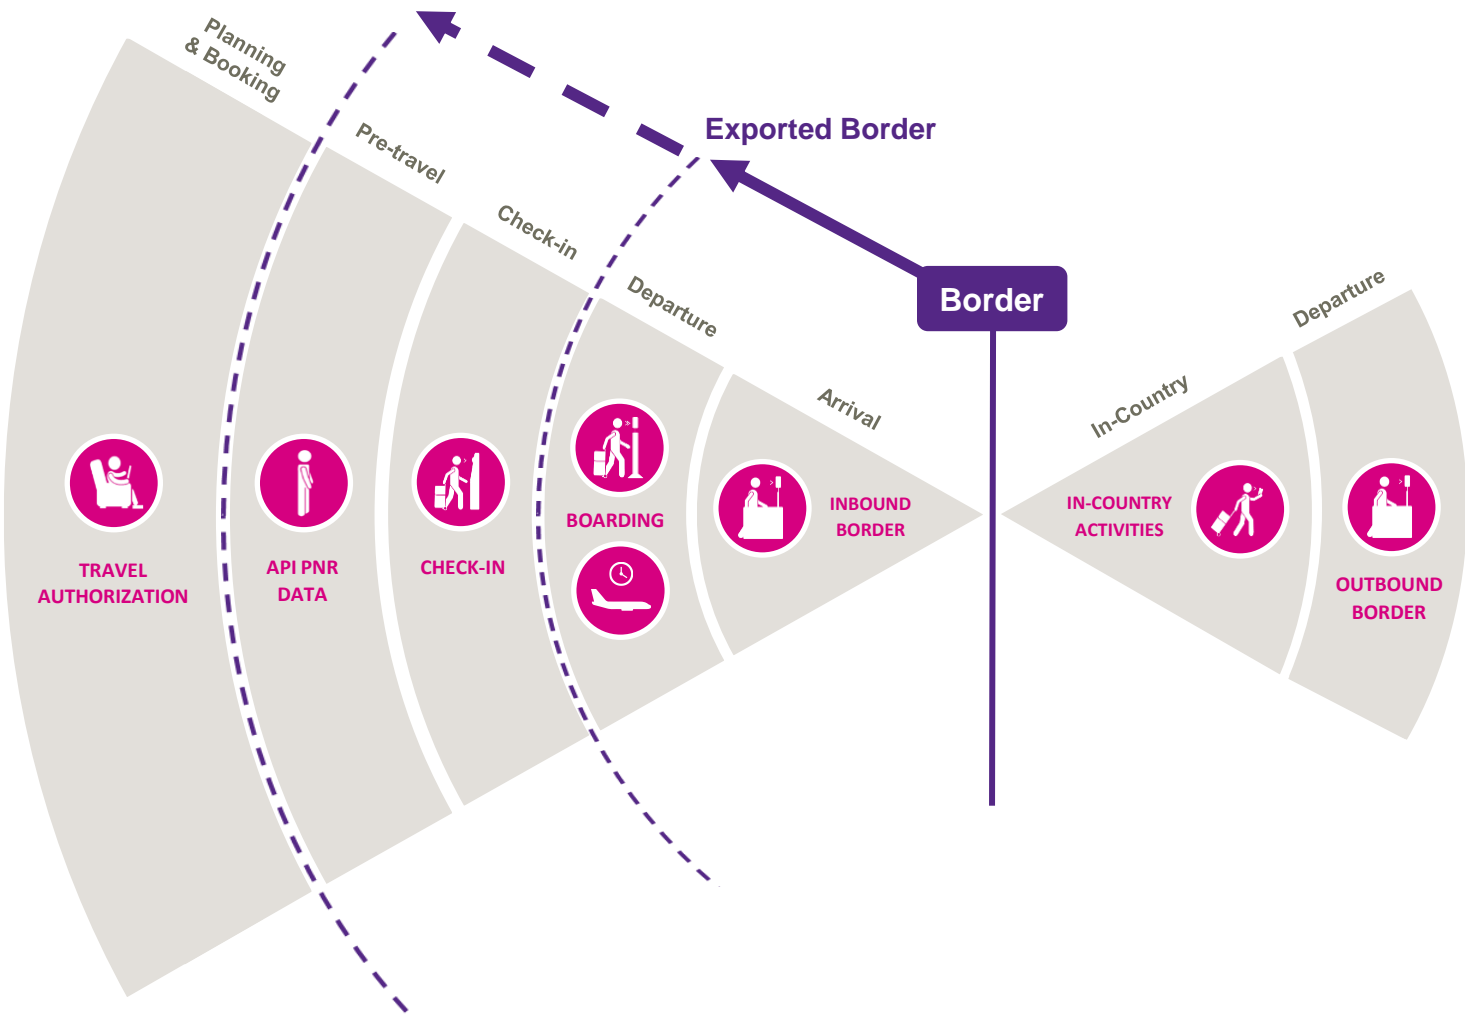 Planning
& Booking
Pre-travel
Check-in
Departure
Arrival
Exported Border
Border
In-Country
Departure
TRAVEL
AUTHORIZATION
API PNR
DATA
CHECK-IN
BOARDING
INBOUND
BORDER
IN-COUNTRY
ACTIVITIES
OUTBOUND
BORDER